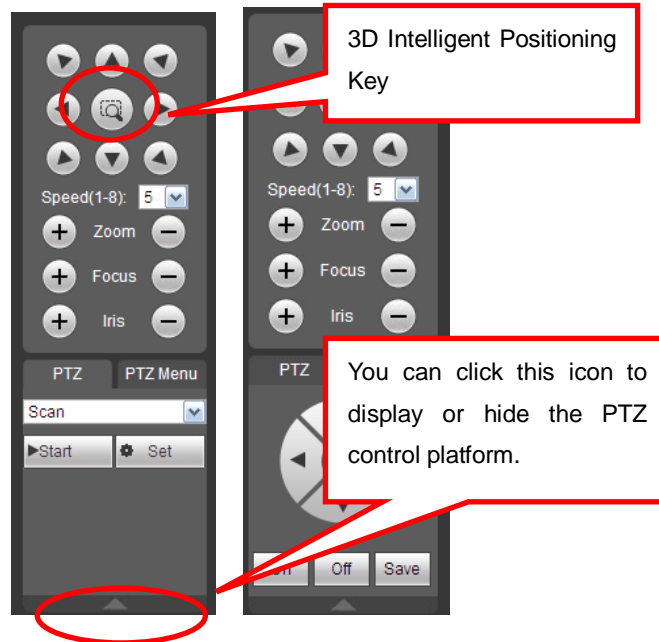 3D Intelligent Positioning
Key
Speed(1-8): 5
Zoom
Focus
Iris
PTZ PTZ Menu
Scan
Start Set
Speed(1-8): 5
Zoom
Focus
Iris
PTZ
You can click this icon to
display or hide the PTZ
control platform.
Off Save